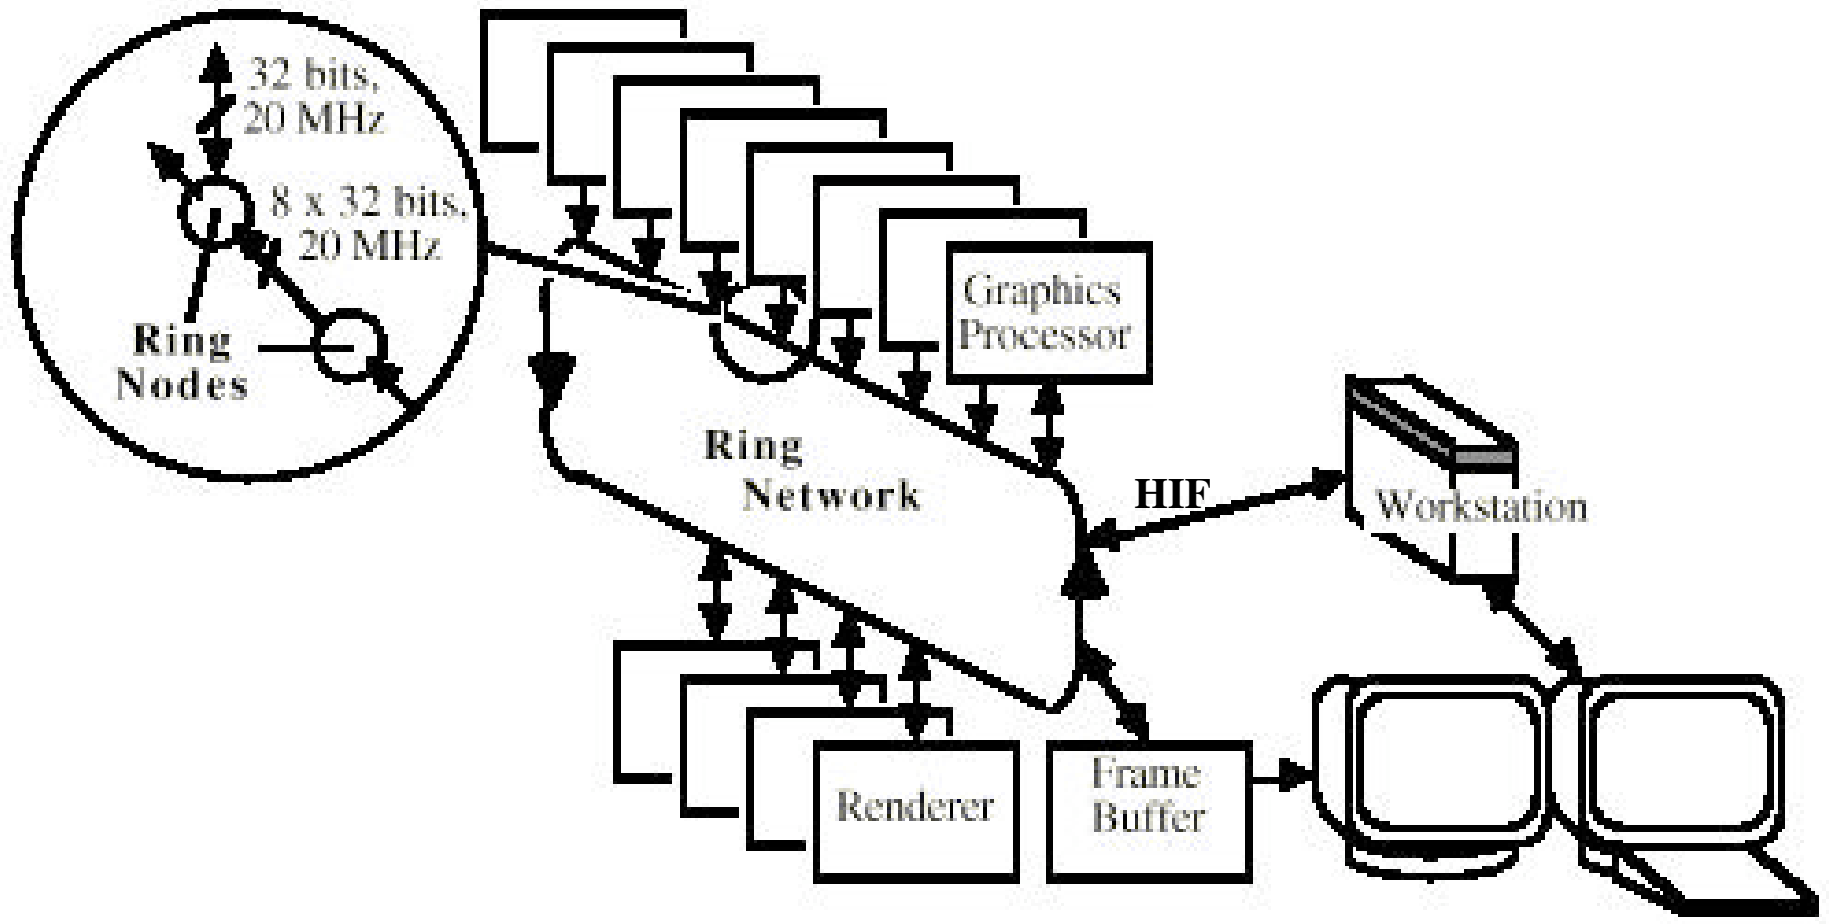 32 bits,
20 MHz
8 x 32 bits,
20 MHz
Ring
Nodes
Graphics
Processor
Ring
Network
HIF
Workstation
Renderer
Frame
Buffer